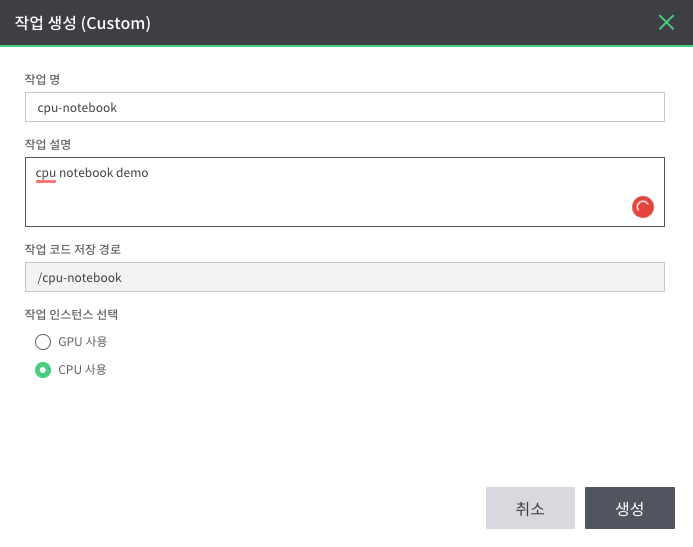 작업 생성 (Custom)
작업 명
cpu-notebook
작업 설명
cpu notebook demo
작업 코드 저장 경로
/cpu-notebook
작업 인스턴스 선택
GPU 사용
CPU 사용
취소
생성